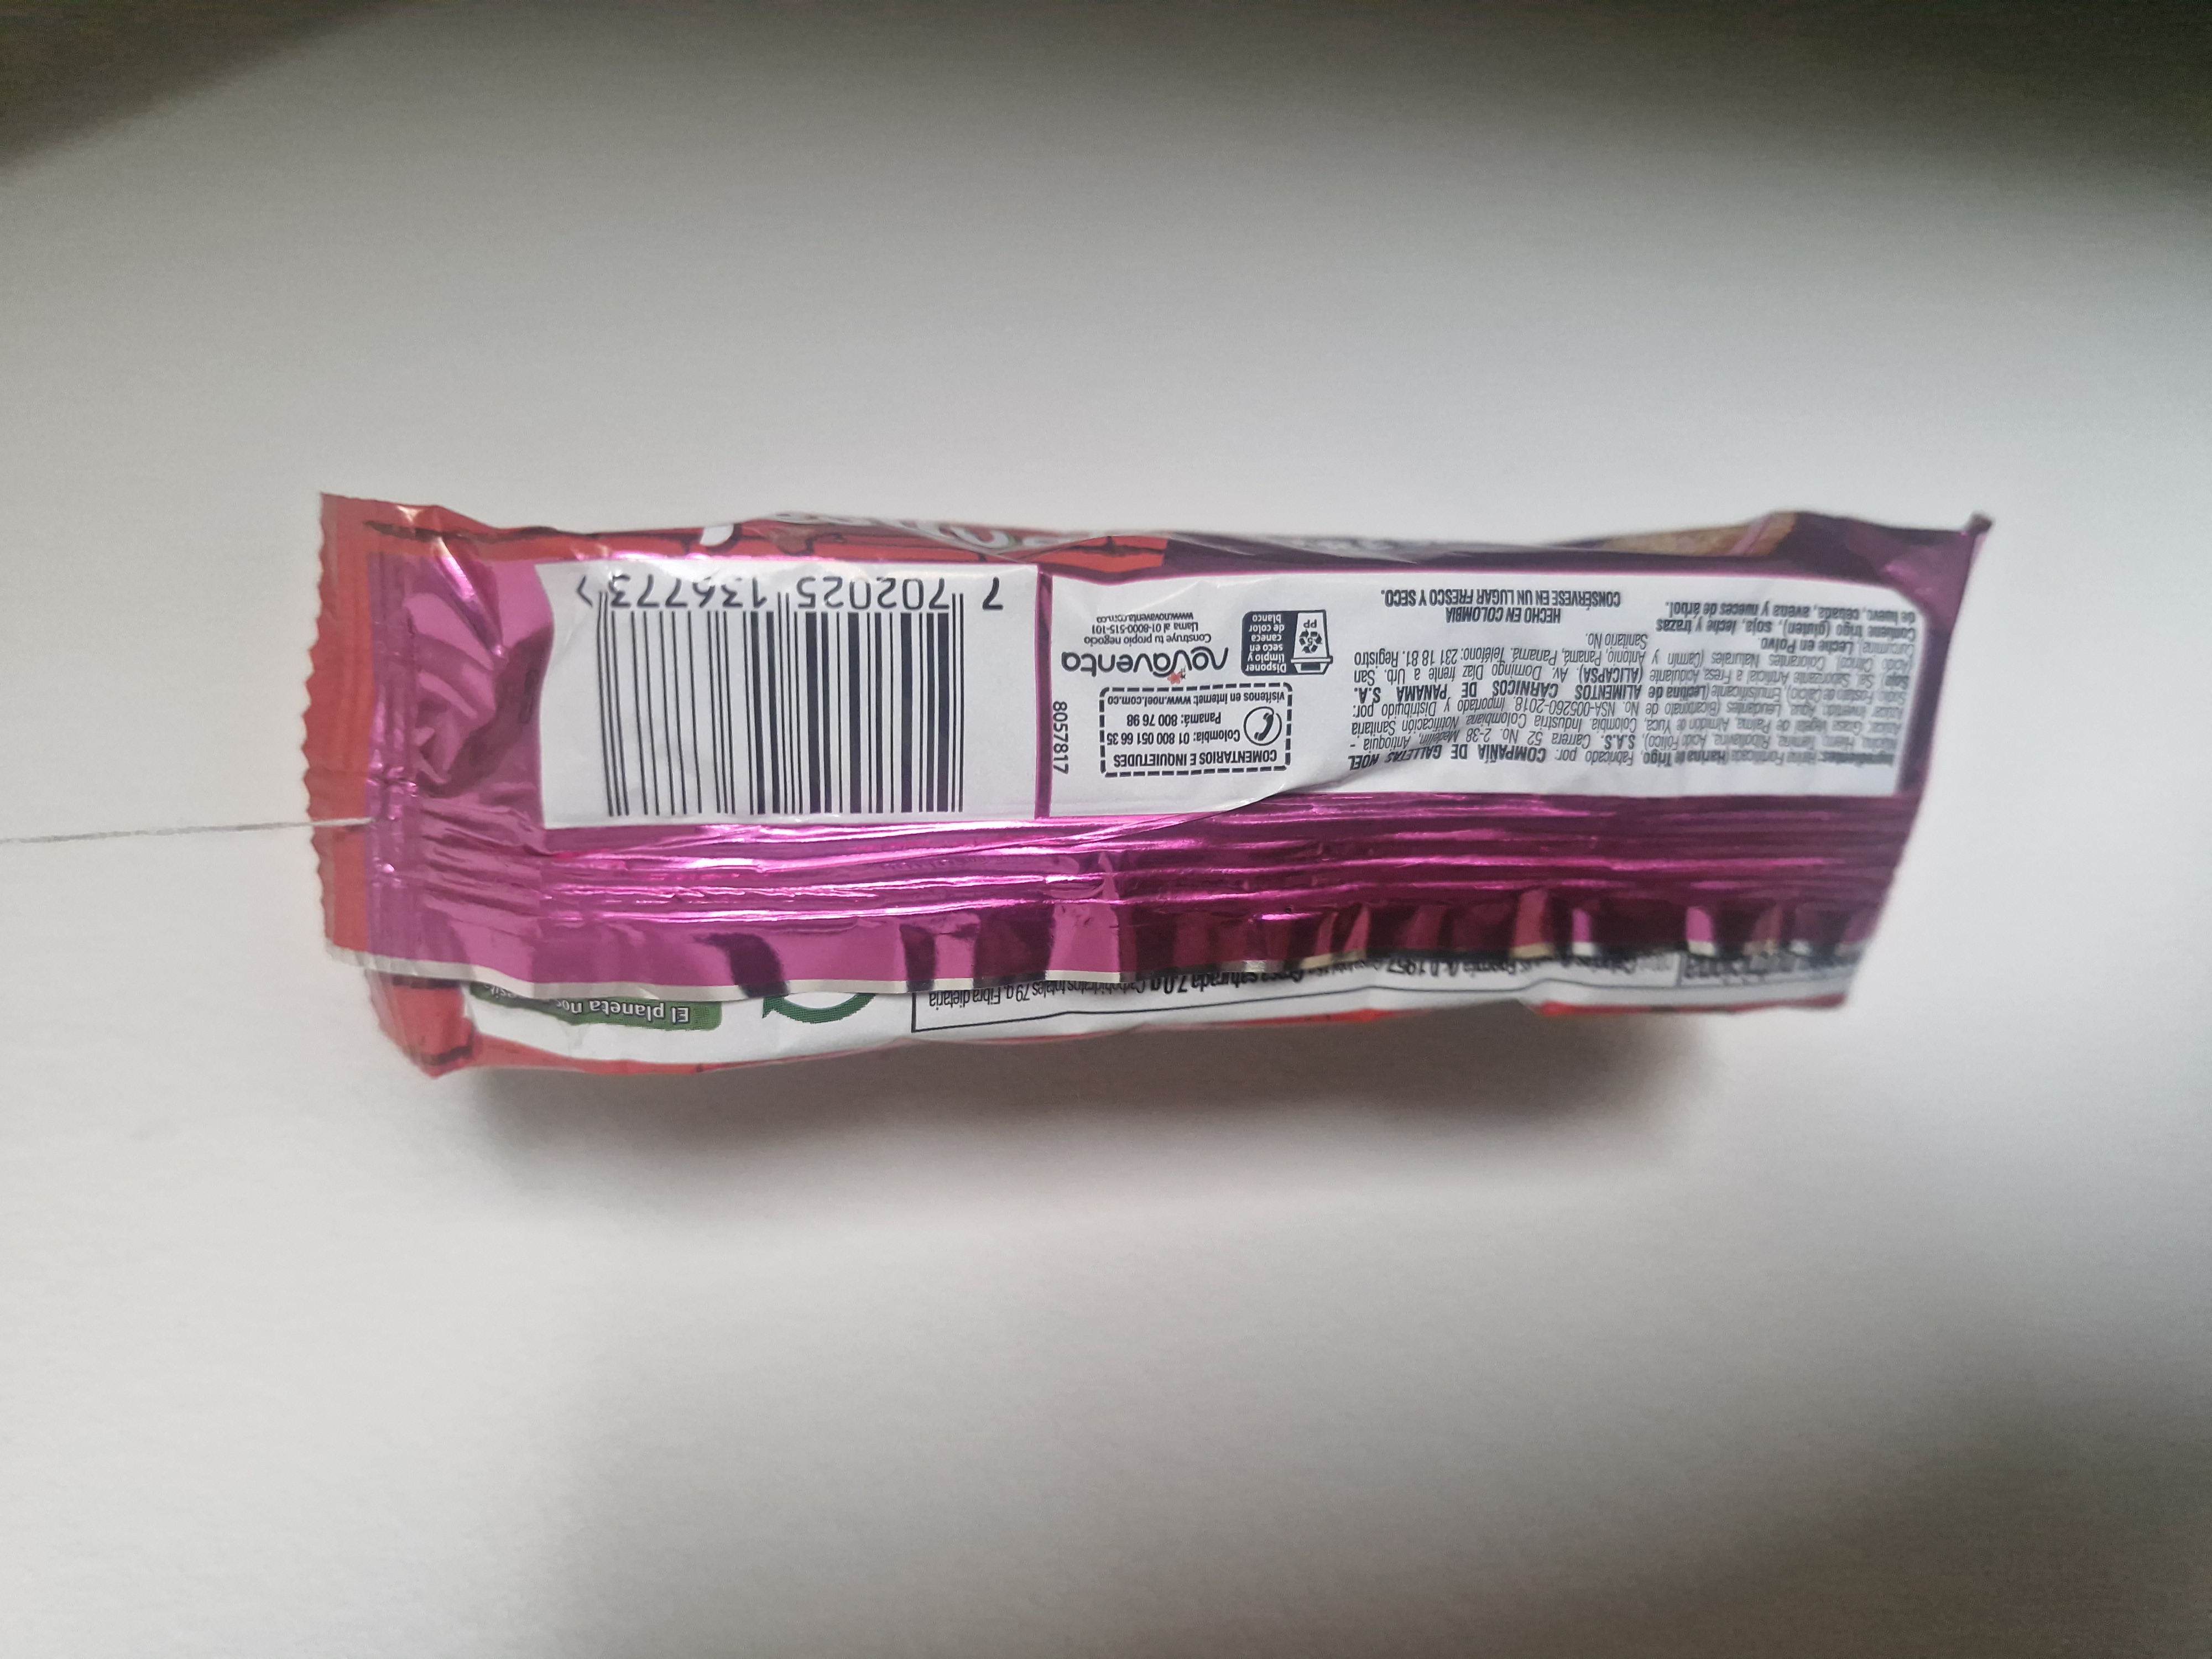 El planeta
Grasa saturada 7.0 g, Carbohidratos totales 79 g, Fibra dietaria
Ingredientes: Harina Fortificada (Harina de Trigo,
Niacina, Hierro, Tiamina, Riboflavina, Ácido Fólico),
Azúcar, Grasa Vegetal de Palma, Almidón de Yuca,
Azúcar Invertido, Agua, Leudantes (Bicarbonato de
Sodio, Fosfato de Calcio), Emulsificante (Lecitina de
Soja), Sal, Saborizante Artificial a Fresa, Acidulante
(Ácido Cítrico), Colorantes Naturales (Carmín y
Curcumina), Leche en Polvo.
Contiene trigo (gluten), soja, leche y trazas
de huevo, cebada, avena y nueces de árbol.
Fabricado por: COMPAÑÍA DE GALLETAS NOEL
S.A.S. Carrera 52 No. 2-38 Medellín, Antioquia -
Colombia. Industria Colombiana. Notificación Sanitaria
No. NSA-005260-2018. Importado y Distribuido por:
ALIMENTOS CÁRNICOS DE PANAMÁ S.A.
(ALICAPSA). Av. Domingo Díaz frente a Urb. San
Antonio, Panamá, Panamá. Teléfono: 231 18 81. Registro
Sanitario No.
HECHO EN COLOMBIA
CONSÉRVESE EN UN LUGAR FRESCO Y SECO.
COMENTARIOS E INQUIETUDES
Colombia: 01 800 051 66 35
Panamá: 800 76 98
visítenos en internet: www.noel.com.co
8057817
Disponer
limpio y
seco en
caneca
de color
blanco
5
PP
novaventa
Construye tu propio negocio
Llama al 01-8000-515-101
www.novaventa.com.co
7 702025 136773 >